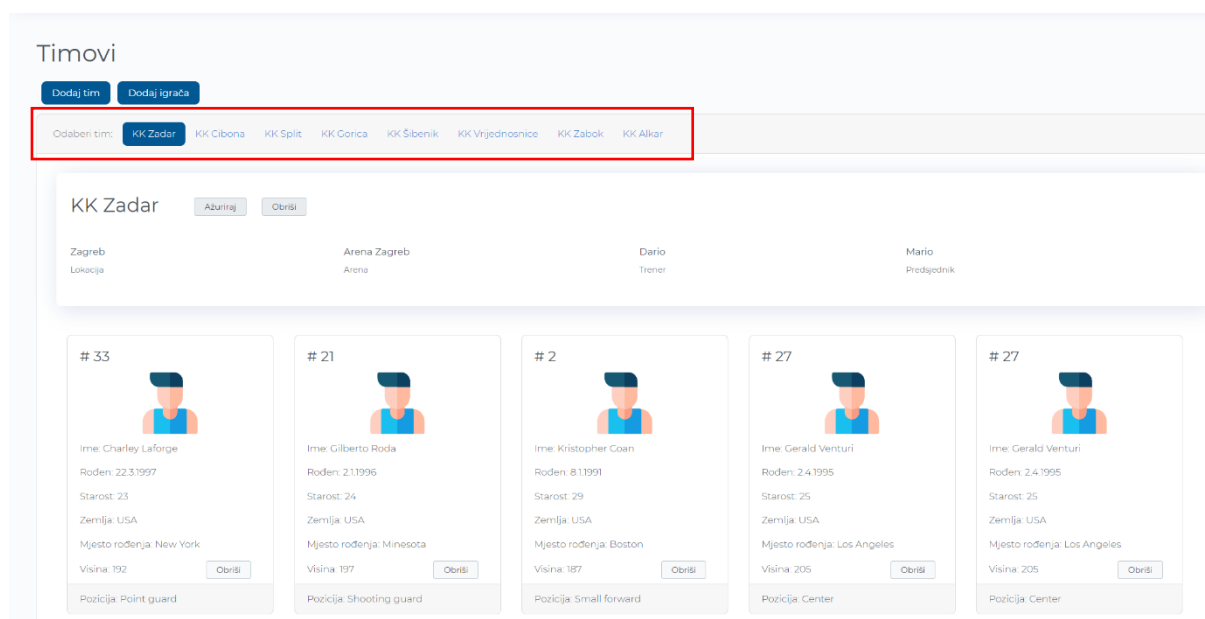 Timovi
Dodaj tim Dodaj igrača
Odaberi tim: KK Zadar KK Cibona KK Split KK Gorica KK Šibenik KK Vrijednosnice KK Zabok KK Alkar
KK Zadar Ažuriraj Obriši
Zagreb Arena Zagreb Dario Mario
Lokacija Arena Trener Predsjednik
# 33 # 21 # 2 # 27 # 27
Ime: Charley Laforge Ime: Gilberto Roda Ime: Kristopher Coan Ime: Gerald Venturi Ime: Gerald Venturi
Rođen: 22.3.1997 Rođen: 2.1.1996 Rođen: 8.1.1991 Rođen: 2.4.1995 Rođen: 2.4.1995
Starost: 23 Starost: 24 Starost: 29 Starost: 25 Starost: 25
Zemlja: USA Zemlja: USA Zemlja: USA Zemlja: USA Zemlja: USA
Mjesto rođenja: New York Mjesto rođenja: Minesota Mjesto rođenja: Boston Mjesto rođenja: Los Angeles Mjesto rođenja: Los Angeles
Visina: 192 Obriši Visina: 197 Obriši Visina: 187 Obriši Visina: 205 Obriši Visina: 205 Obriši
Pozicija: Point guard Pozicija: Shooting guard Pozicija: Small forward Pozicija: Center Pozicija: Center